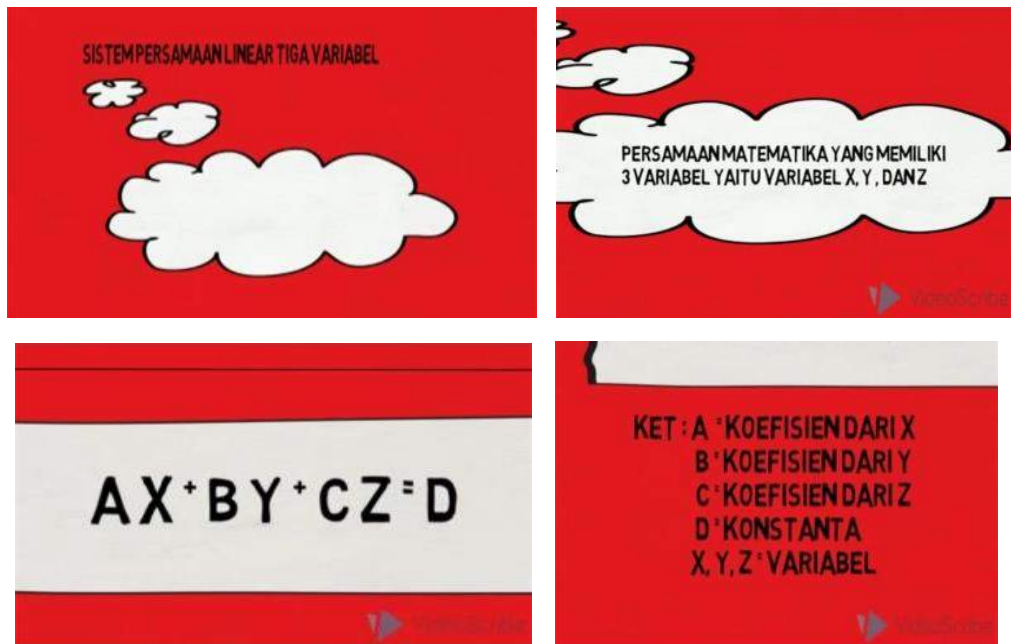 SISTEM PERSAMAAN LINEAR TIGA VARIABEL
PERSAMAAN MATEMATIKA YANG MEMILIKI
3 VARIABEL YAITU VARIABEL X, Y, DAN Z
VideoScribe
AX + BY + CZ = D
VideoScribe
KET : A = KOEFISIEN DARI X
B = KOEFISIEN DARI Y
C = KOEFISIEN DARI Z
D = KONSTANTA
X, Y, Z = VARIABEL
VideoScribe